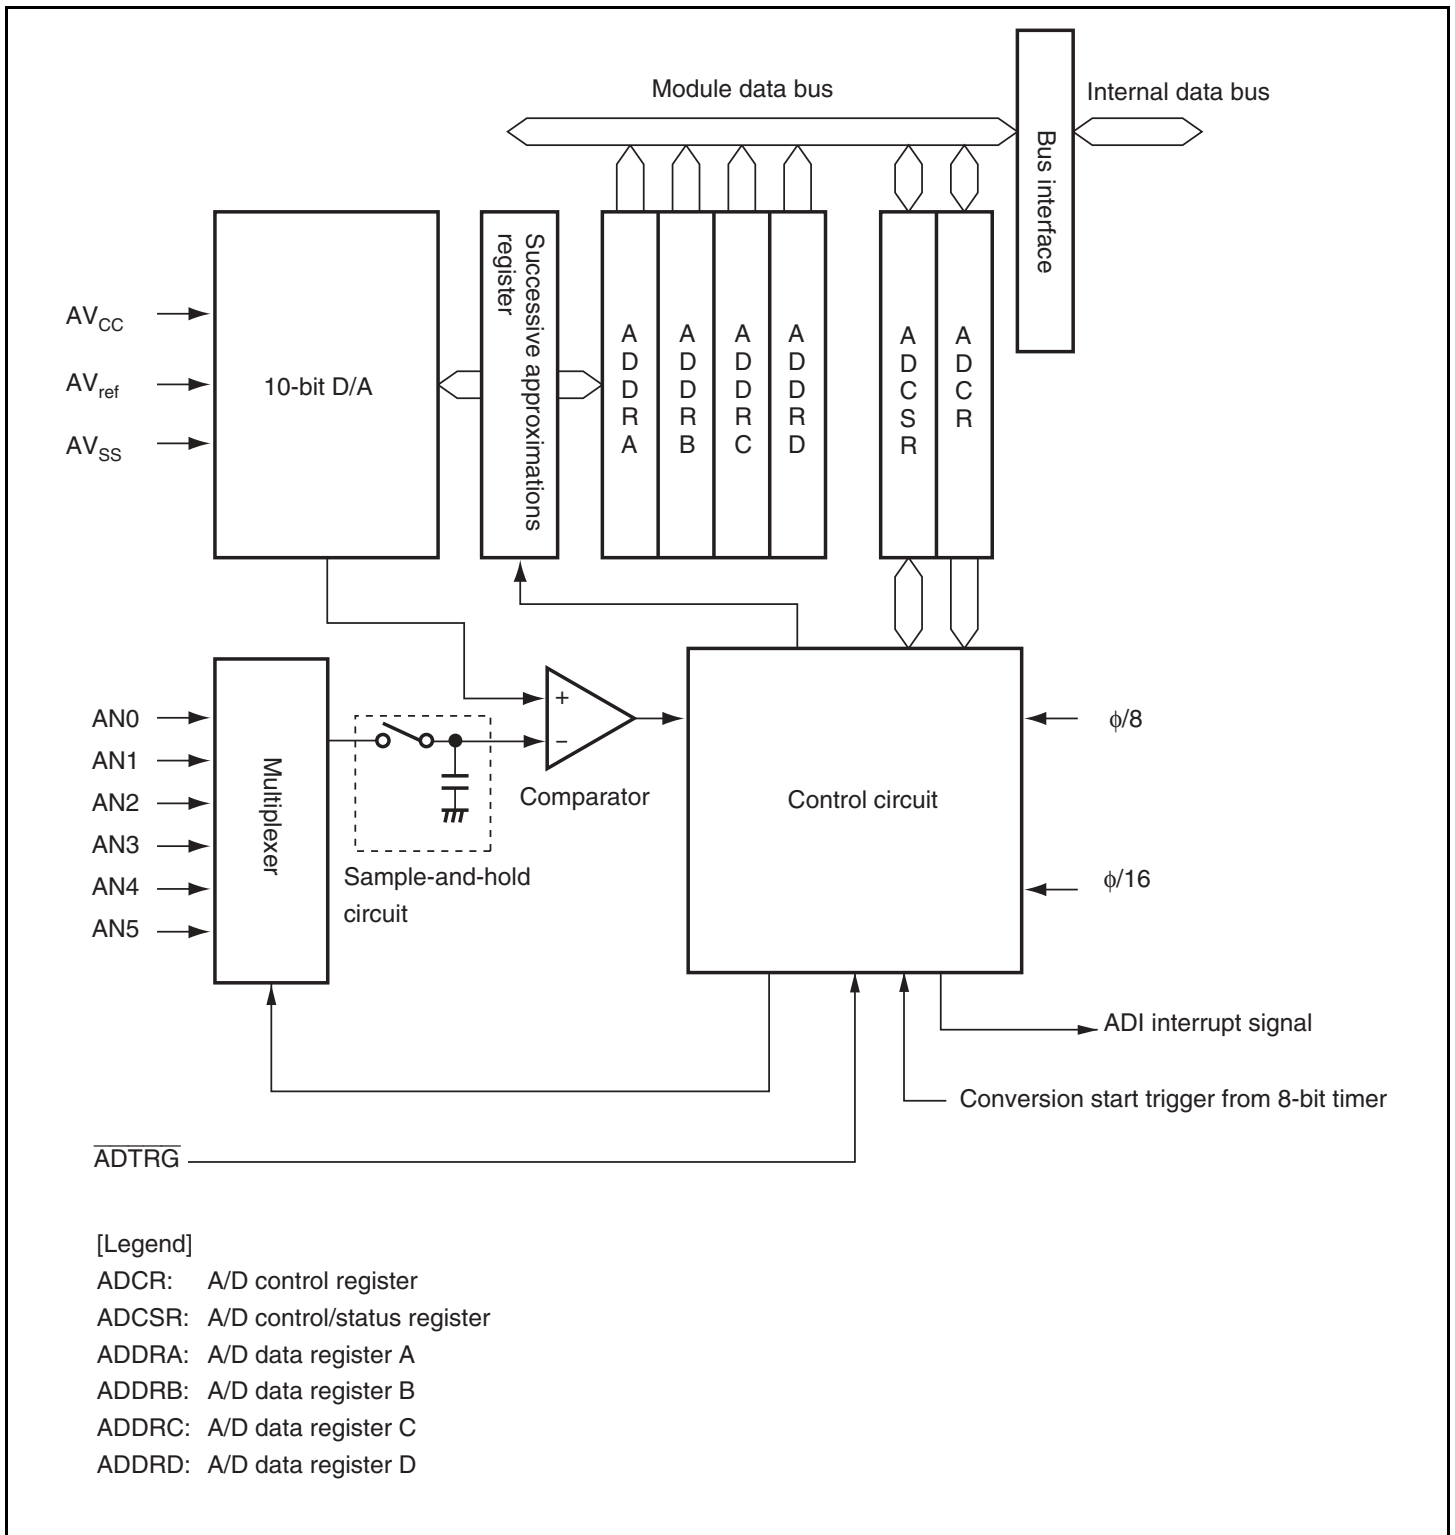 Module data bus
Internal data bus
Bus interface
AVCC
AVref
AVSS
10-bit D/A
Successive approximations
register
ADDRA
ADDRB
ADDRC
ADDRD
ADCSR
ADCR
AN0
AN1
AN2
AN3
AN4
AN5
Multiplexer
+
−
Comparator
Sample-and-hold
circuit
Control circuit
ϕ/8
ϕ/16
ADI interrupt signal
Conversion start trigger from 8-bit timer
ADTRG
[Legend]
ADCR: A/D control register
ADCSR: A/D control/status register
ADDRA: A/D data register A
ADDRB: A/D data register B
ADDRC: A/D data register C
ADDRD: A/D data register D